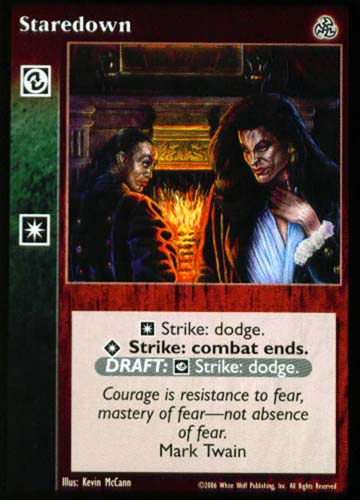 Staredown
Strike: dodge.
Strike: combat ends.
DRAFT: Strike: dodge.
Courage is resistance to fear,
mastery of fear—not absence
of fear.
Mark Twain
Illus: Kevin McCann
©2006 White Wolf Publishing, Inc. All Rights Reserved